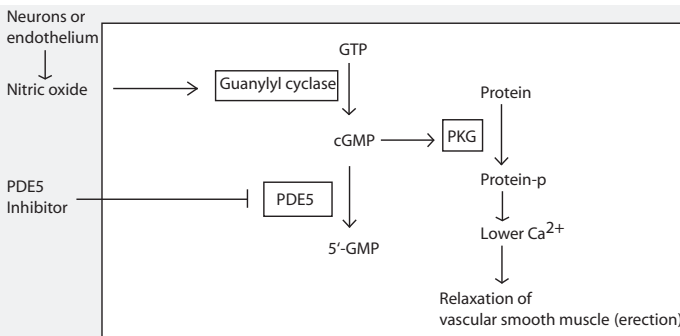 Neurons or
endothelium
Nitric oxide
Guanylyl cyclase
GTP
cGMP
PKG
Protein
Protein-p
Lower Ca2+
Relaxation of
vascular smooth muscle (erection)
PDE5
Inhibitor
PDE5
5'-GMP